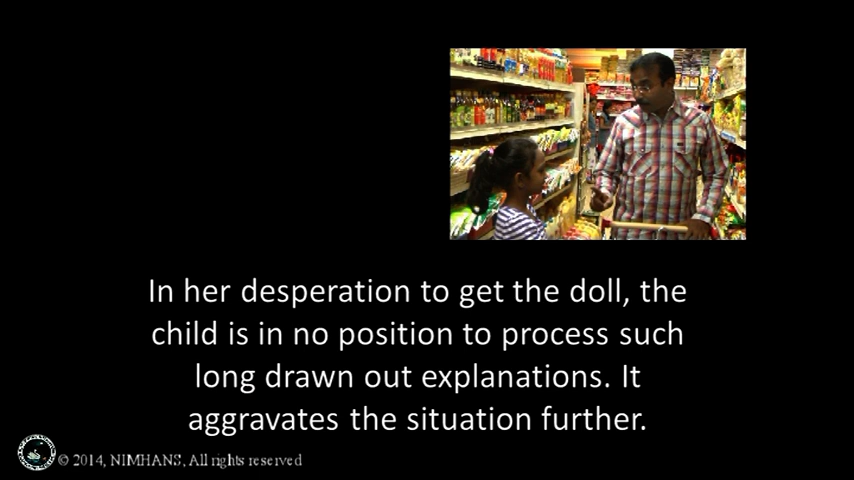 In her desperation to get the doll, the
child is in no position to process such
long drawn out explanations. It
aggravates the situation further.
© 2014, NIMHANS, All rights reserved